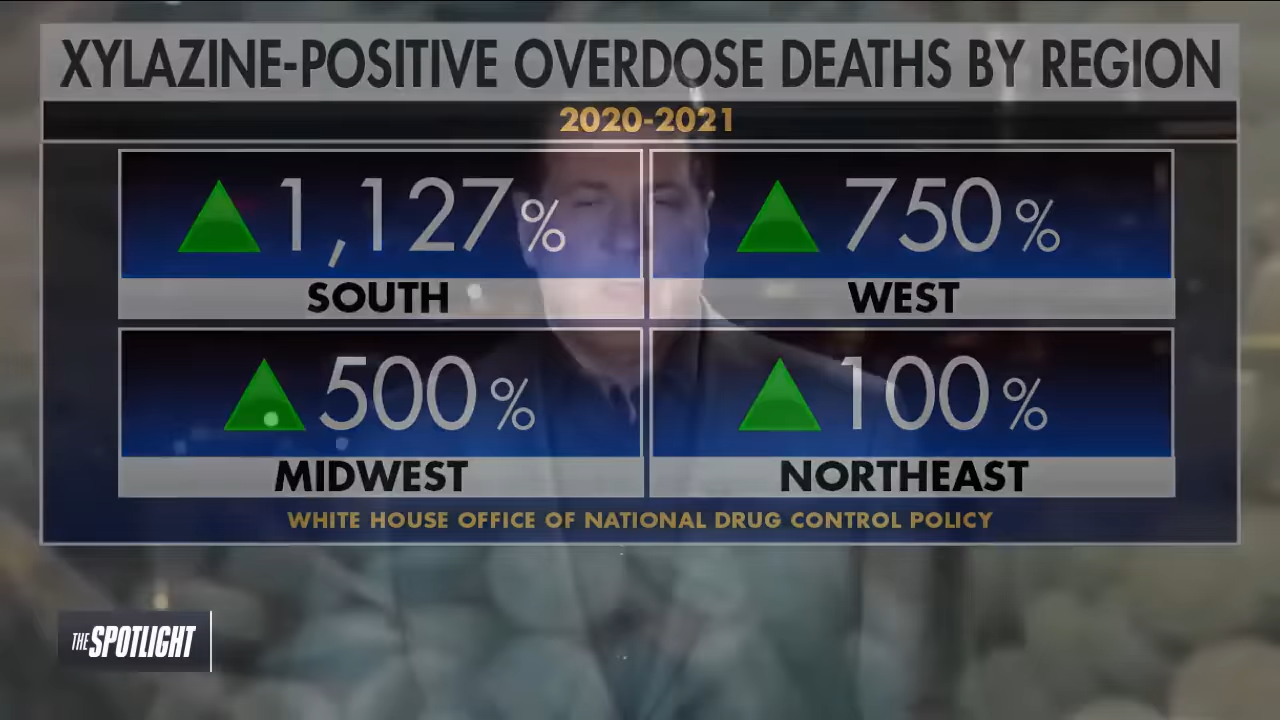 XYLAZINE-POSITIVE OVERDOSE DEATHS BY REGION
2020-2021
1,127%
SOUTH
750%
WEST
500%
MIDWEST
100%
NORTHEAST
WHITE HOUSE OFFICE OF NATIONAL DRUG CONTROL POLICY
THE SPOTLIGHT